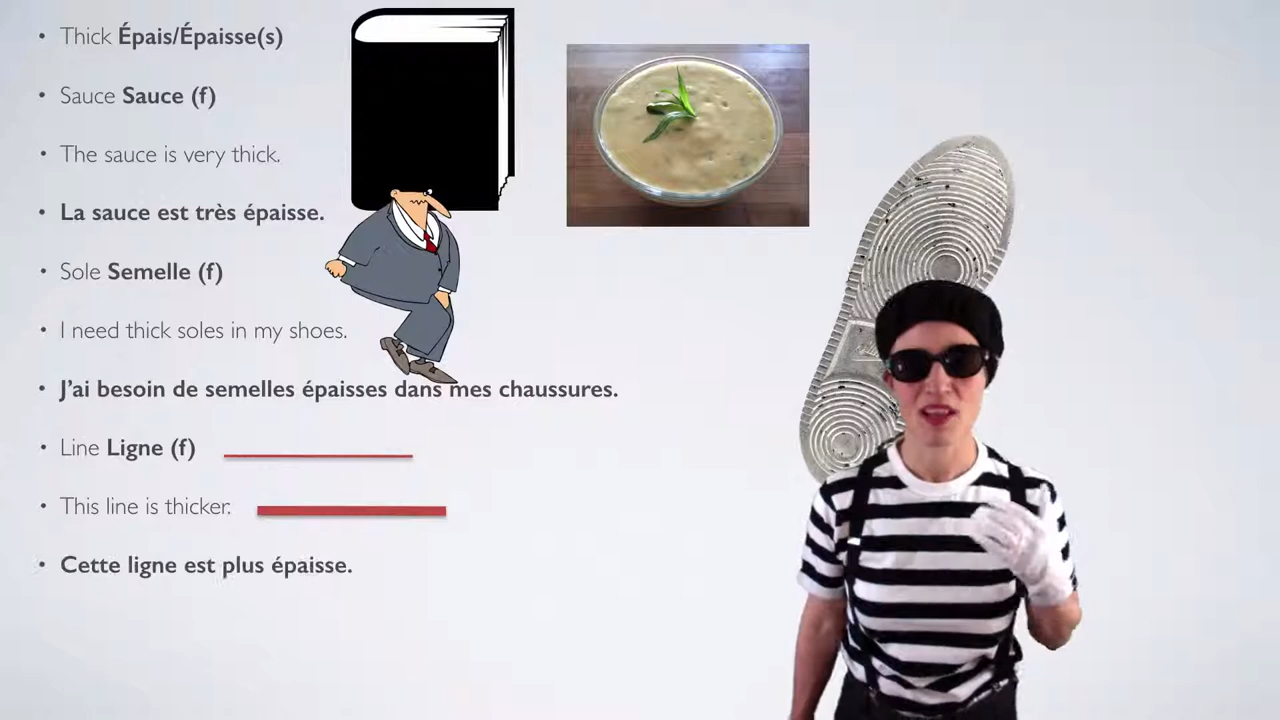 • Thick Épais/Épaisse(s)
• Sauce Sauce (f)
• The sauce is very thick.
• La sauce est très épaisse.
• Sole Semelle (f)
• I need thick soles in my shoes.
• J'ai besoin de semelles épaisses dans mes chaussures.
• Line Ligne (f)
• This line is thicker.
• Cette ligne est plus épaisse.